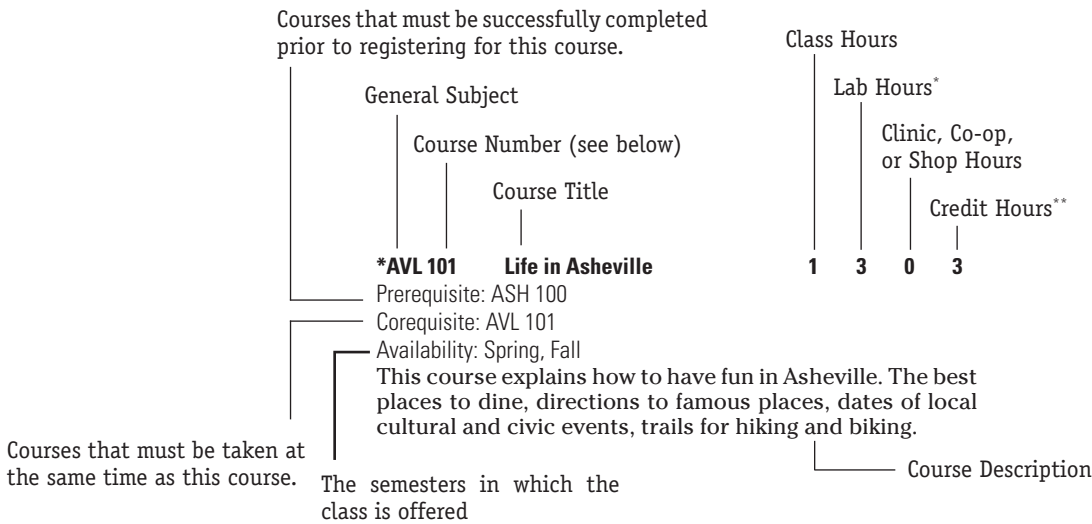 Courses that must be successfully completed
prior to registering for this course.
Class Hours
Lab Hours*
General Subject
Clinic, Co-op,
or Shop Hours
Course Number (see below)
Course Title
Credit Hours**
*AVL 101 Life in Asheville 1 3 0 3
Prerequisite: ASH 100
Corequisite: AVL 101
Availability: Spring, Fall
This course explains how to have fun in Asheville. The best
places to dine, directions to famous places, dates of local
cultural and civic events, trails for hiking and biking.
Courses that must be taken at
the same time as this course.
Course Description
The semesters in which the
class is offered